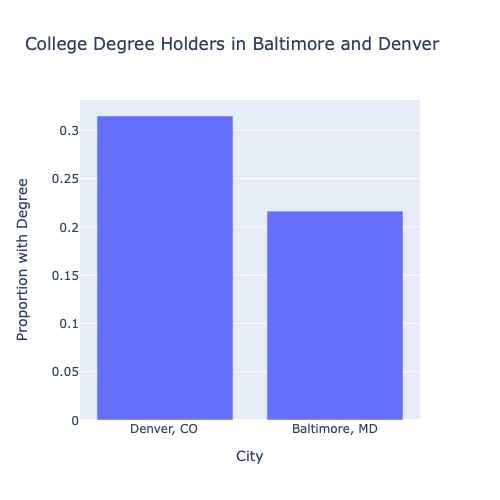 College Degree Holders in Baltimore and Denver
Proportion with Degree
0.3
0.25
0.2
0.15
0.1
0.05
0
Denver, CO
Baltimore, MD
City